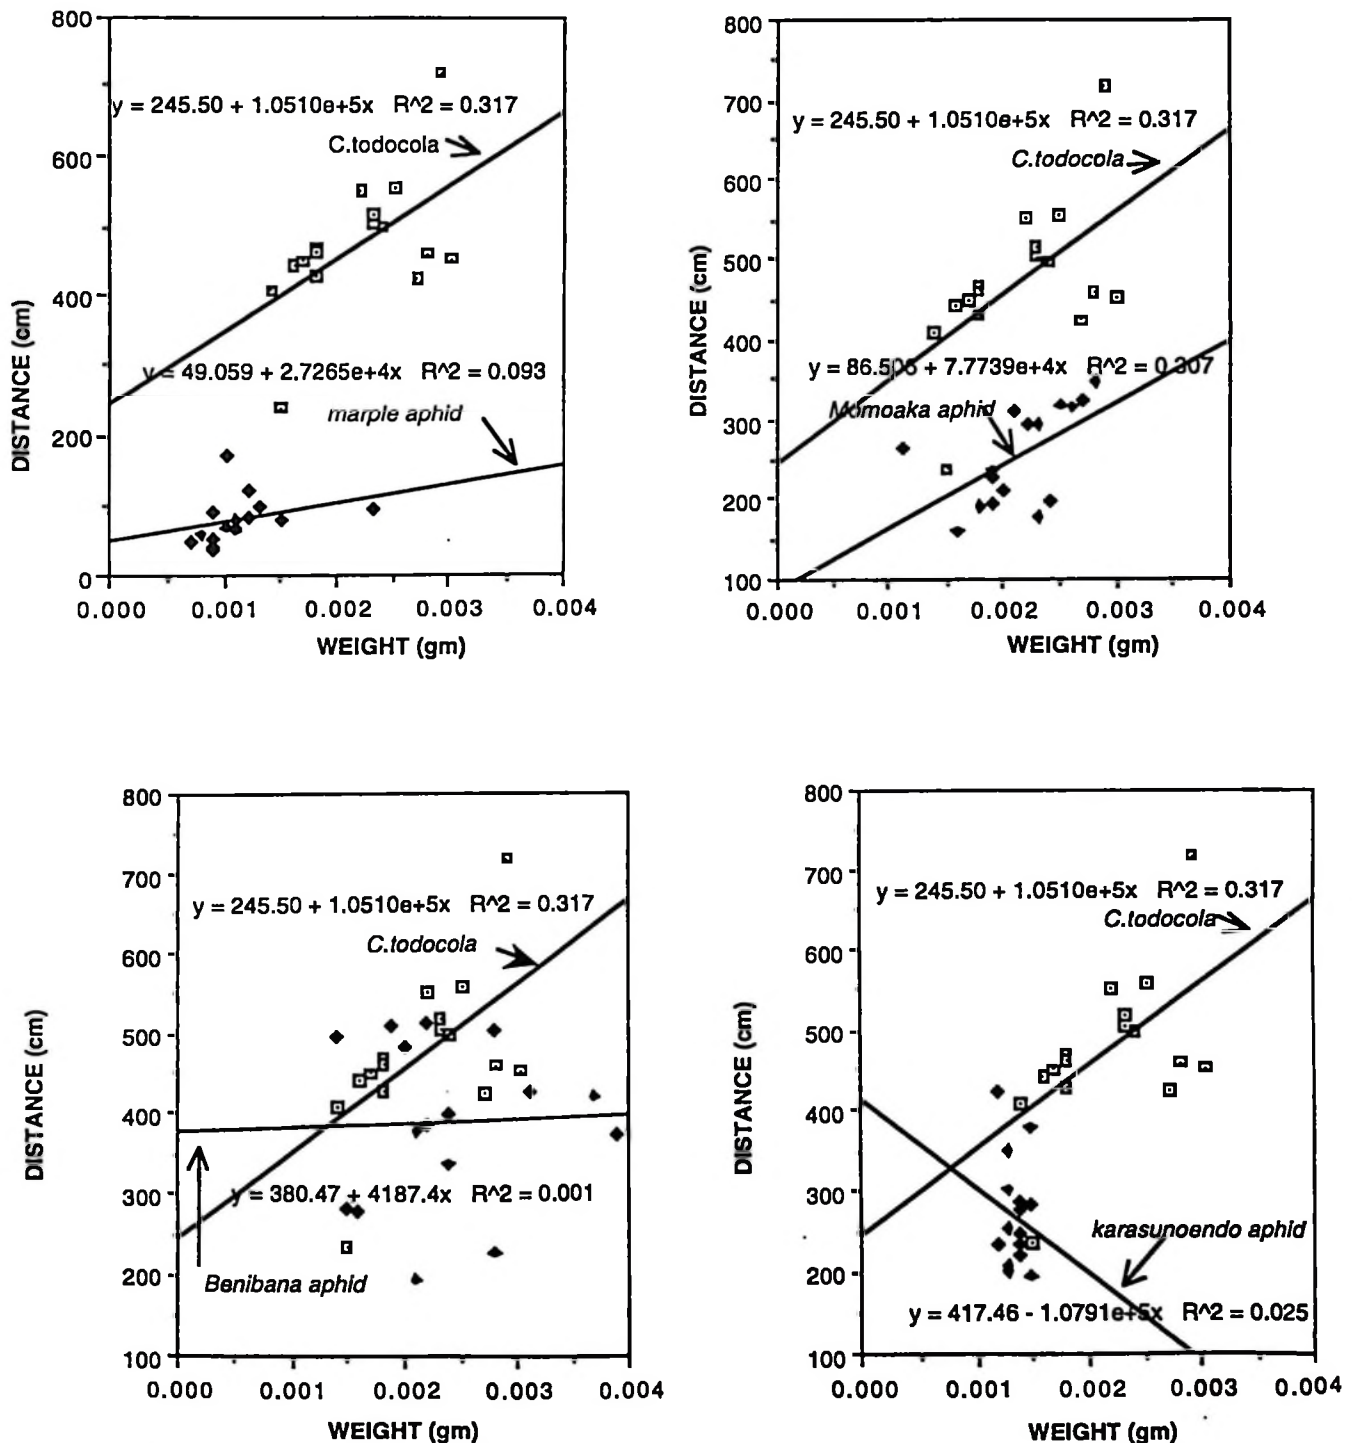 800
600
400
200
0
DISTANCE (cm)
y = 245.50 + 1.0510e+5x R^2 = 0.317
C.todocola
y = 49.059 + 2.7265e+4x R^2 = 0.093
marple aphid
0.000 0.001 0.002 0.003 0.004
WEIGHT (gm)
800
700
600
500
400
300
200
100
DISTANCE (cm)
y = 245.50 + 1.0510e+5x R^2 = 0.317
C.todocola
y = 86.506 + 7.7739e+4x R^2 = 0.307
Momoaka aphid
0.000 0.001 0.002 0.003 0.004
WEIGHT (gm)
800
700
600
500
400
300
200
100
DISTANCE (cm)
y = 245.50 + 1.0510e+5x R^2 = 0.317
C.todocola
y = 380.47 + 4187.4x R^2 = 0.001
Benibana aphid
0.000 0.001 0.002 0.003 0.004
WEIGHT (gm)
800
700
600
500
400
300
200
100
DISTANCE (cm)
y = 245.50 + 1.0510e+5x R^2 = 0.317
C.todocola
karasunoendo aphid
y = 417.46 - 1.0791e+5x R^2 = 0.025
0.000 0.001 0.002 0.003 0.004
WEIGHT (gm)